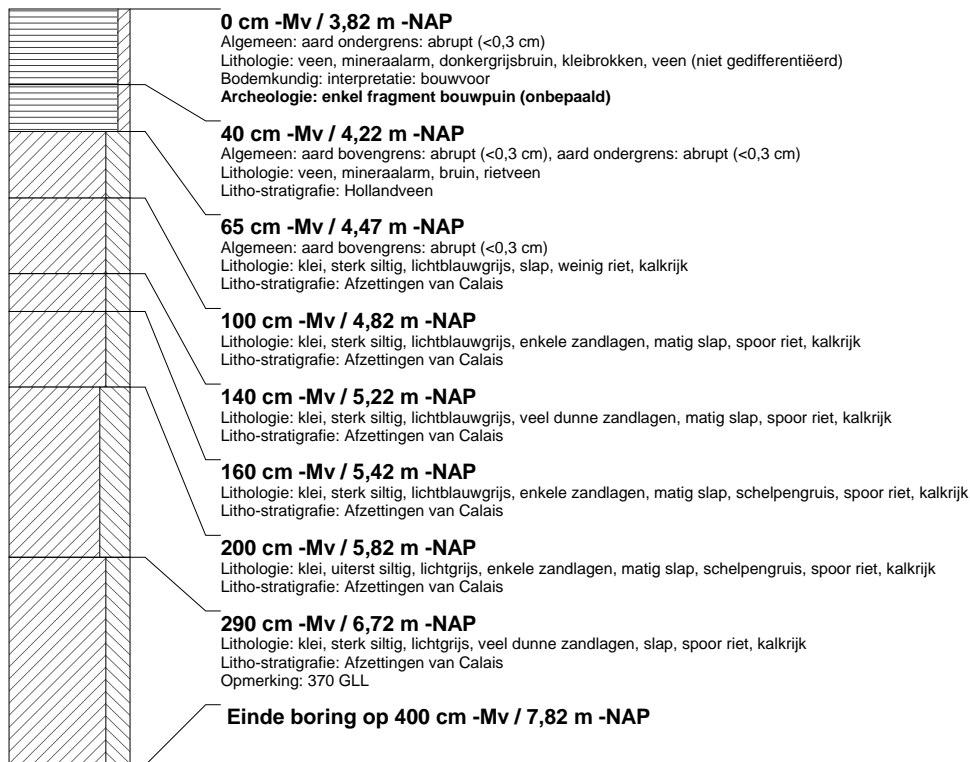 0 cm -Mv / 3,82 m -NAP
Algemeen: aard ondergrens: abrupt (<0,3 cm)
Lithologie: veen, mineraalarm, donkergrijsbruin, kleibrokken, veen (niet gedifferentiëerd)
Bodemkundig: interpretatie: bouwvoor
Archeologie: enkel fragment bouwpuin (onbepaald)
40 cm -Mv / 4,22 m -NAP
Algemeen: aard bovengrens: abrupt (<0,3 cm), aard ondergrens: abrupt (<0,3 cm)
Lithologie: veen, mineraalarm, bruin, rietveen
Litho-stratigrafie: Hollandveen
65 cm -Mv / 4,47 m -NAP
Algemeen: aard bovengrens: abrupt (<0,3 cm)
Lithologie: klei, sterk siltig, lichtblauwgrijs, slap, weinig riet, kalkrijk
Litho-stratigrafie: Afzettingen van Calais
100 cm -Mv / 4,82 m -NAP
Lithologie: klei, sterk siltig, lichtblauwgrijs, enkele zandlagen, matig slap, spoor riet, kalkrijk
Litho-stratigrafie: Afzettingen van Calais
140 cm -Mv / 5,22 m -NAP
Lithologie: klei, sterk siltig, lichtblauwgrijs, veel dunne zandlagen, matig slap, spoor riet, kalkrijk
Litho-stratigrafie: Afzettingen van Calais
160 cm -Mv / 5,42 m -NAP
Lithologie: klei, sterk siltig, lichtblauwgrijs, enkele zandlagen, matig slap, schelpengruis, spoor riet, kalkrijk
Litho-stratigrafie: Afzettingen van Calais
200 cm -Mv / 5,82 m -NAP
Lithologie: klei, uiterst siltig, lichtgrijs, enkele zandlagen, matig slap, schelpengruis, spoor riet, kalkrijk
Litho-stratigrafie: Afzettingen van Calais
290 cm -Mv / 6,72 m -NAP
Lithologie: klei, sterk siltig, lichtgrijs, veel dunne zandlagen, slap, spoor riet, kalkrijk
Litho-stratigrafie: Afzettingen van Calais
Opmerking: 370 GLL
Einde boring op 400 cm -Mv / 7,82 m -NAP